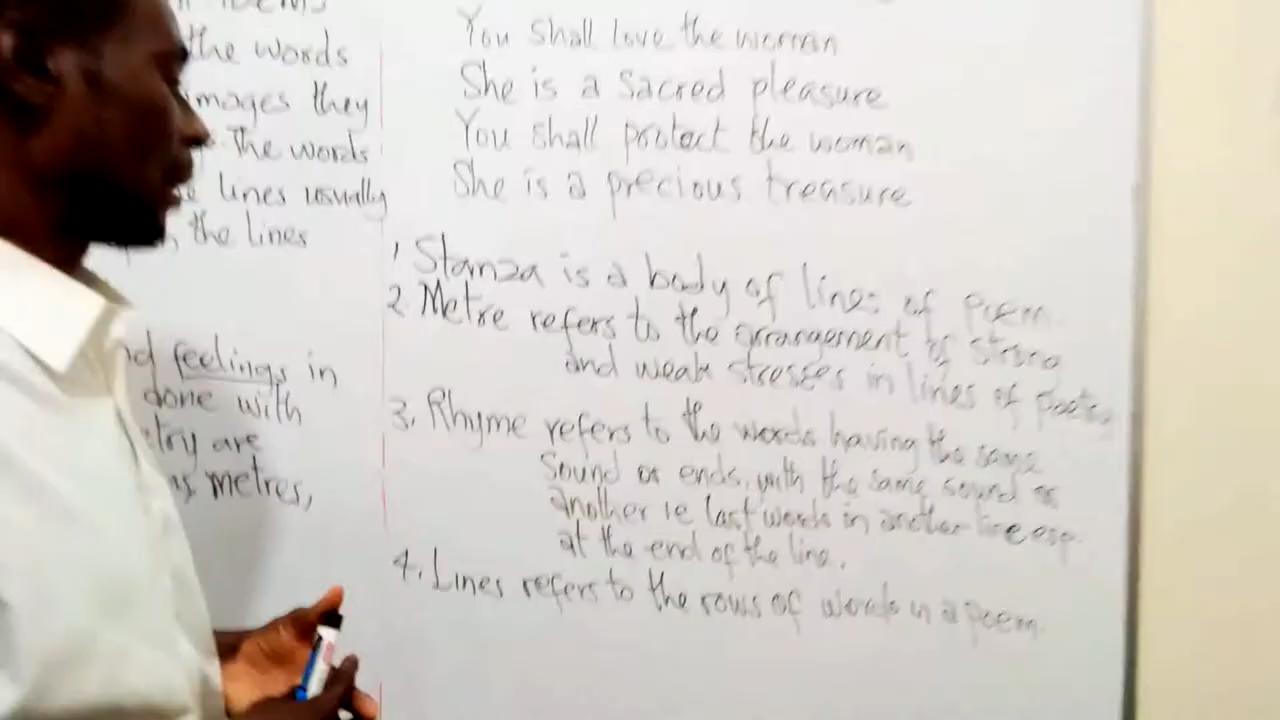 the words
images they
The words
lines usually
the lines
feelings in
done with
are
metres,
You shall love the woman
She is a sacred pleasure
You shall protect the woman
She is a precious treasure
1 Stanza is a body of lines of poem.
2 Metre refers to the arrangement of strong
and weak stresses in lines of poetry
3. Rhyme refers to the words having the same
sound or ends with the same sound as
another ie last words in another line esp.
at the end of the line.
4. Lines refers to the rows of words in a poem.